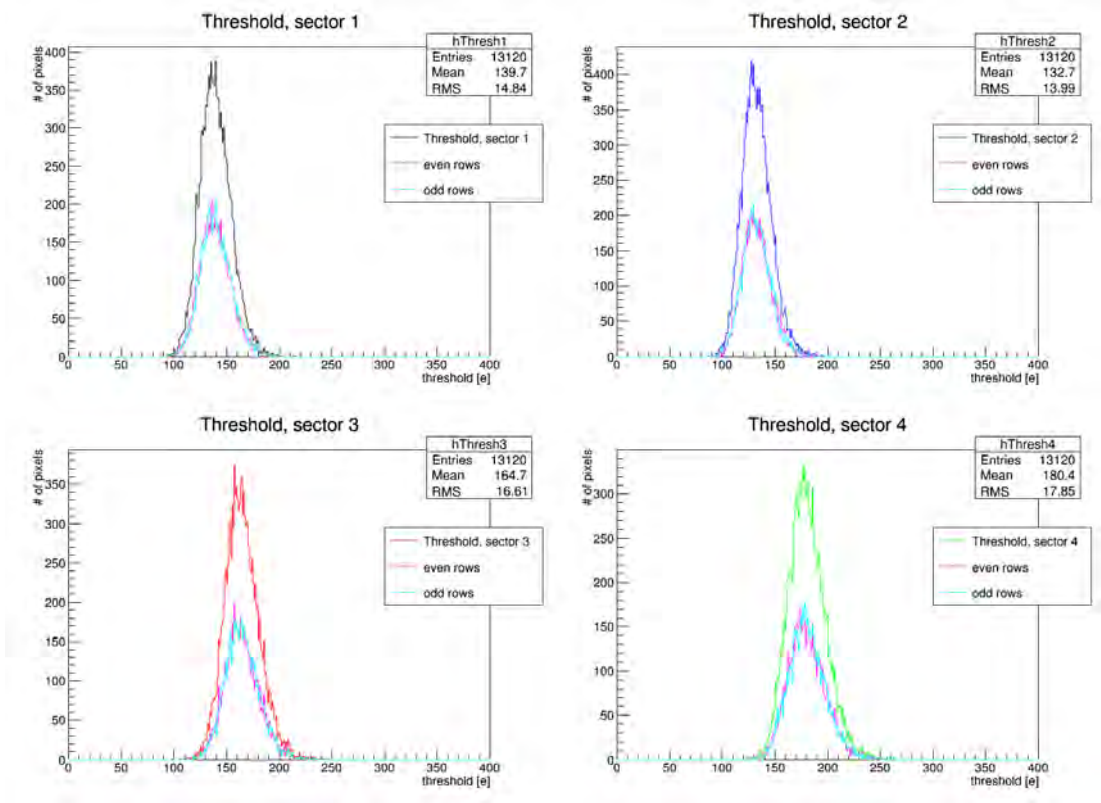 Threshold, sector 1
# of pixels
hThresh1
Entries 13120
Mean 139.7
RMS 14.84
Threshold, sector 1
even rows
odd rows
400
350
300
250
200
150
100
50
0
0 50 100 150 200 250 300 350 400
threshold [e]
Threshold, sector 2
# of pixels
hThresh2
Entries 13120
Mean 132.7
RMS 13.99
Threshold, sector 2
even rows
odd rows
400
350
300
250
200
150
100
50
0
0 50 100 150 200 250 300 350 400
threshold [e]
Threshold, sector 3
# of pixels
hThresh3
Entries 13120
Mean 164.7
RMS 16.61
Threshold, sector 3
even rows
odd rows
350
300
250
200
150
100
50
0
0 50 100 150 200 250 300 350 400
threshold [e]
Threshold, sector 4
# of pixels
hThresh4
Entries 13120
Mean 180.4
RMS 17.85
Threshold, sector 4
even rows
odd rows
300
250
200
150
100
50
0
0 50 100 150 200 250 300 350 400
threshold [e]